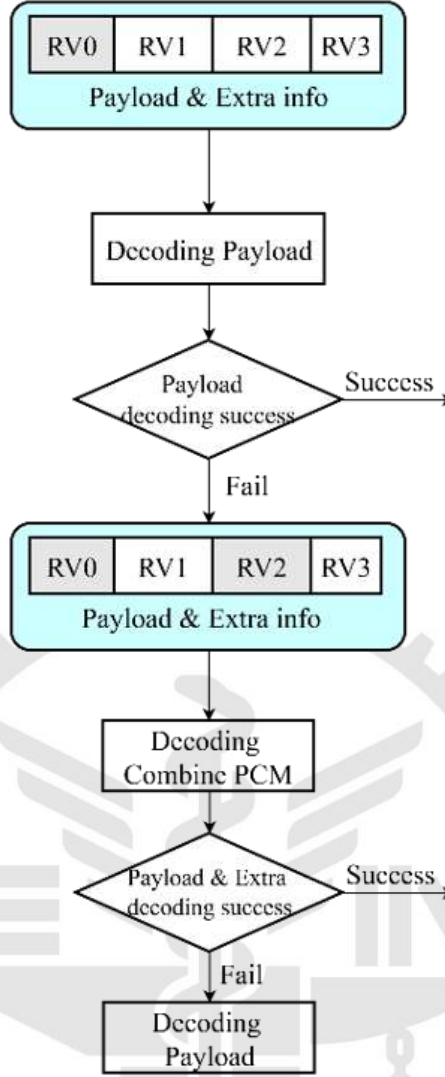 RV0 RV1 RV2 RV3
Payload & Extra info
Decoding Payload
Payload
decoding success
Success
Fail
RV0 RV1 RV2 RV3
Payload & Extra info
Decoding
Combine PCM
Payload & Extra
decoding success
Success
Fail
Decoding
Payload